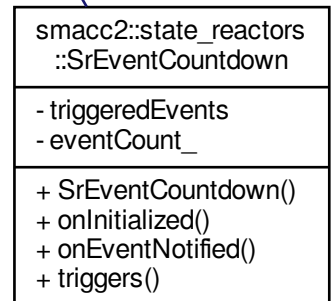 smacc2::state_reactors
::SrEventCountdown
- triggeredEvents
- eventCount_
+ SrEventCountdown()
+ onInitialized()
+ onEventNotified()
+ triggers()